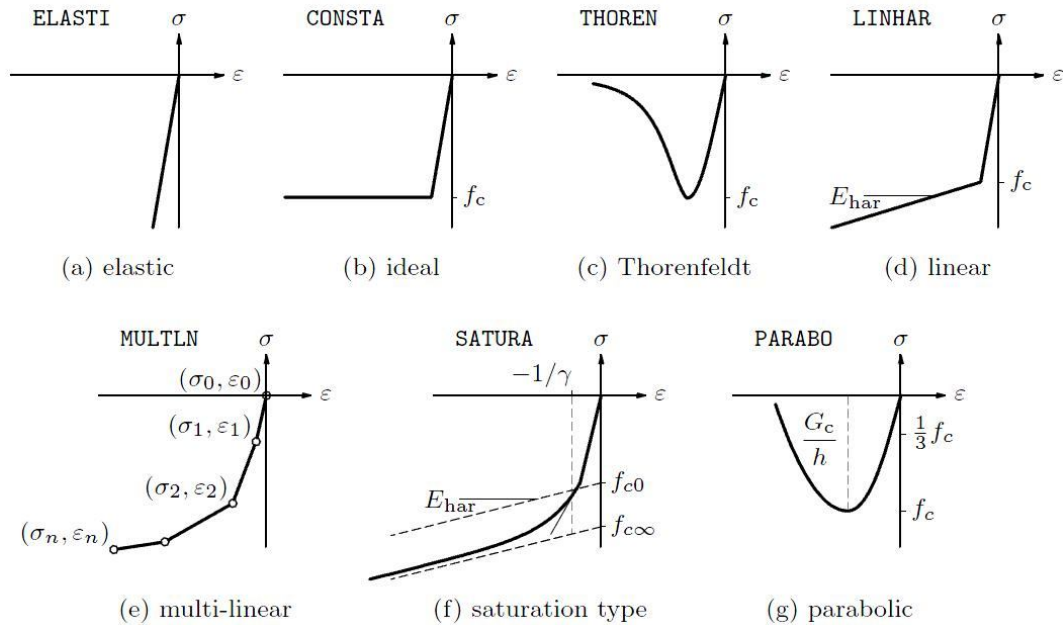 ELASTI
σ
ε
(a) elastic
CONSTA
σ
ε
f_c
(b) ideal
THOREN
σ
ε
f_c
(c) Thorenfeldt
LINHAR
σ
ε
f_c
E_har
(d) linear
MULTLN
σ
ε
(σ_0, ε_0)
(σ_1, ε_1)
(σ_2, ε_2)
(σ_n, ε_n)
(e) multi-linear
SATURA
σ
−1/γ
ε
f_c0
E_har
f_c∞
(f) saturation type
PARABO
σ
ε
G_c/h
1/3 f_c
f_c
(g) parabolic